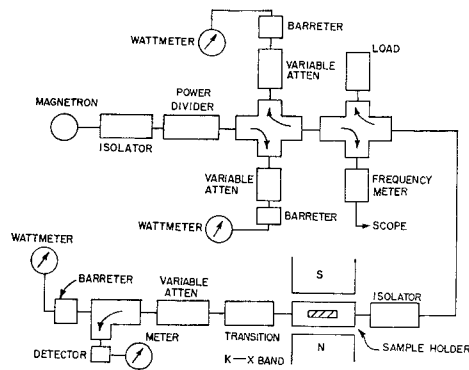 BARRETER
WATTMETER
LOAD
VARIABLE
ATTEN
POWER
DIVIDER
MAGNETRON
ISOLATOR
VARIABLE
ATTEN
FREQUENCY
METER
WATTMETER
BARRETER
SCOPE
WATTMETER
BARRETER
VARIABLE
ATTEN
S
ISOLATOR
DETECTOR
METER
TRANSITION
K—X BAND
N
SAMPLE HOLDER